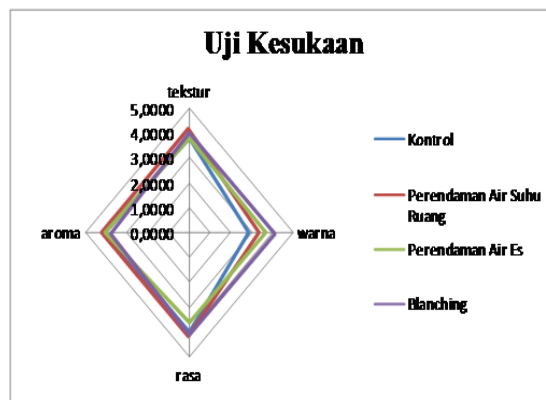 Uji Kesukaan
tekstur
5,0000
4,0000
3,0000
2,0000
1,0000
0,0000
aroma
warna
rasa
Kontrol
Perendaman Air Suhu
Ruang
Perendaman Air Es
Blanching